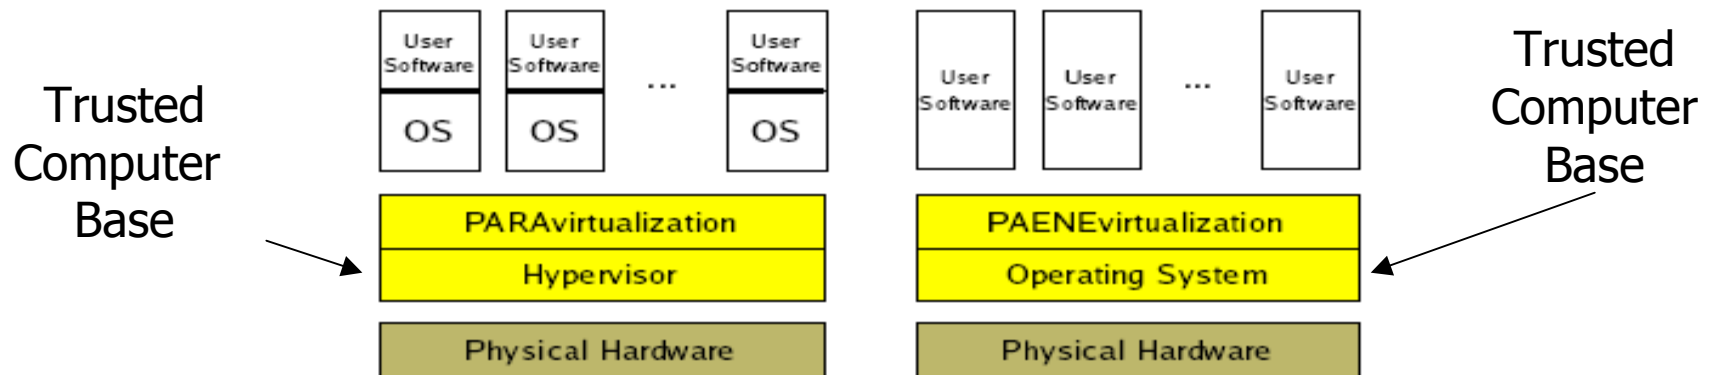 Trusted
Computer
Base
User
Software
OS
User
Software
OS
...
User
Software
OS
PARAvirtualization
Hypervisor
Physical Hardware
User
Software
User
Software
...
User
Software
PAENEvirtualization
Operating System
Physical Hardware
Trusted
Computer
Base